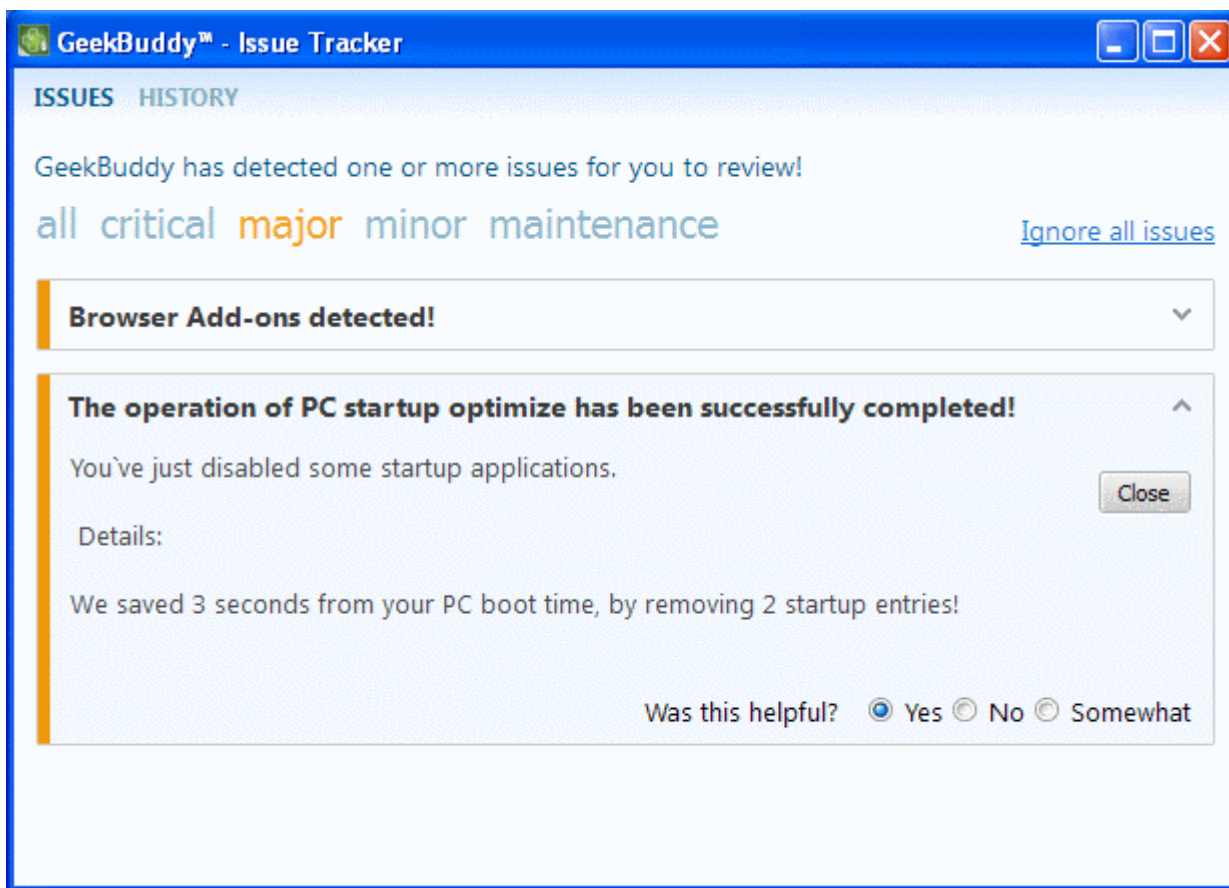 GeekBuddy™ - Issue Tracker
ISSUES HISTORY
GeekBuddy has detected one or more issues for you to review!
all critical major minor maintenance
Ignore all issues
Browser Add-ons detected!
The operation of PC startup optimize has been successfully completed!
You`ve just disabled some startup applications.
Close
Details:
We saved 3 seconds from your PC boot time, by removing 2 startup entries!
Was this helpful? Yes No Somewhat